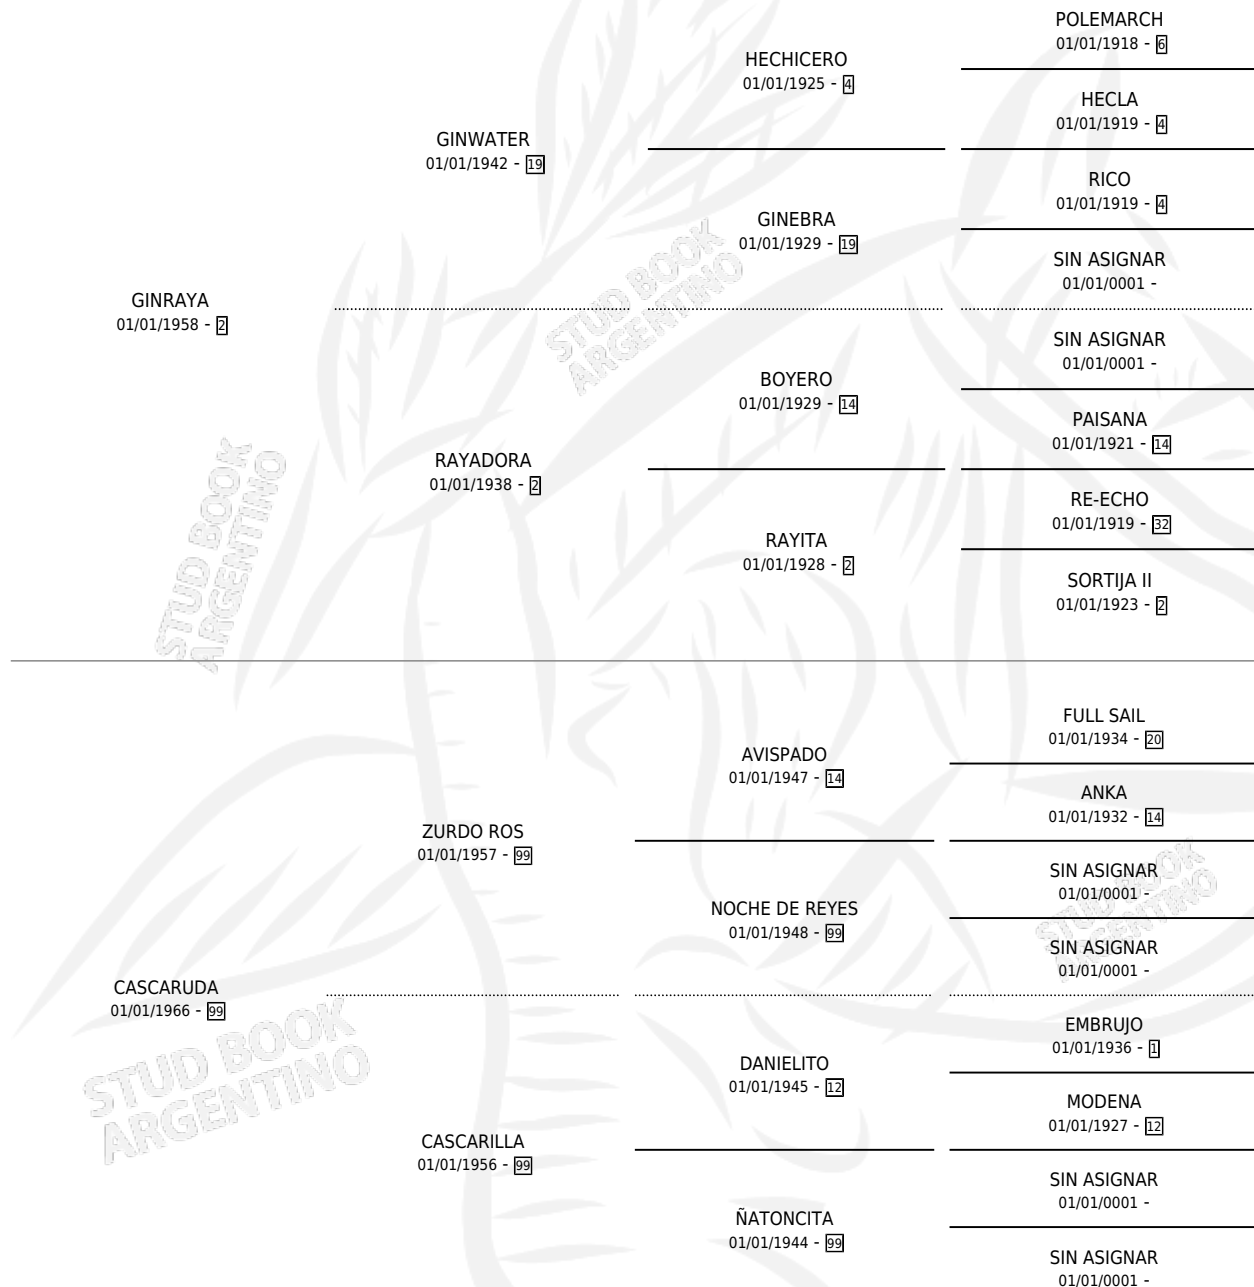 POLEMARCH
01/01/1918 - 6
HECHICERO
01/01/1925 - 4
HECLA
01/01/1919 - 4
GINWATER
01/01/1942 - 19
RICO
01/01/1919 - 4
GINEBRA
01/01/1929 - 19
SIN ASIGNAR
01/01/0001 -
GINRAYA
01/01/1958 - 2
STUD BOOK
ARGENTINO
SIN ASIGNAR
01/01/0001 -
BOYERO
01/01/1929 - 14
PAISANA
01/01/1921 - 14
RAYADORA
01/01/1938 - 2
RE-ECHO
01/01/1919 - 32
RAYITA
01/01/1928 - 2
SORTIJA II
01/01/1923 - 2
STUD BOOK
ARGENTINO
FULL SAIL
01/01/1934 - 20
AVISPADO
01/01/1947 - 14
ANKA
01/01/1932 - 14
ZURDO ROS
01/01/1957 - 99
SIN ASIGNAR
01/01/0001 -
NOCHE DE REYES
01/01/1948 - 99
SIN ASIGNAR
01/01/0001 -
STUD BOOK
ARGENTINO
CASCARUDA
01/01/1966 - 99
EMBRUJO
01/01/1936 - 1
DANIELITO
01/01/1945 - 12
MODENA
01/01/1927 - 12
STUD BOOK
ARGENTINO
CASCARILLA
01/01/1956 - 99
SIN ASIGNAR
01/01/0001 -
ÑATONCITA
01/01/1944 - 99
SIN ASIGNAR
01/01/0001 -